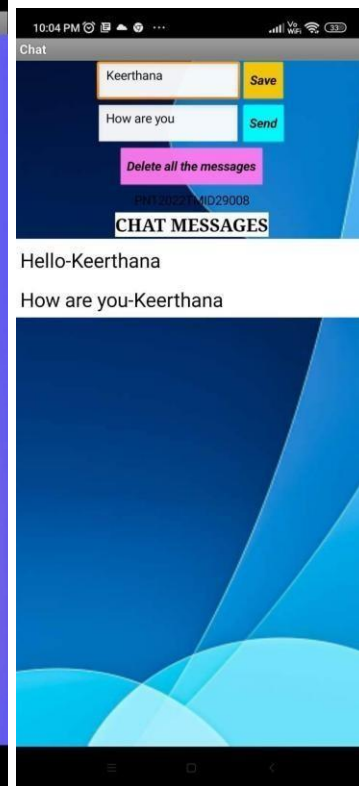 10:04 PM
Chat
Keerthana Save
How are you Send
Delete all the messages
PNT2022TMID29008
CHAT MESSAGES
Hello-Keerthana
How are you-Keerthana